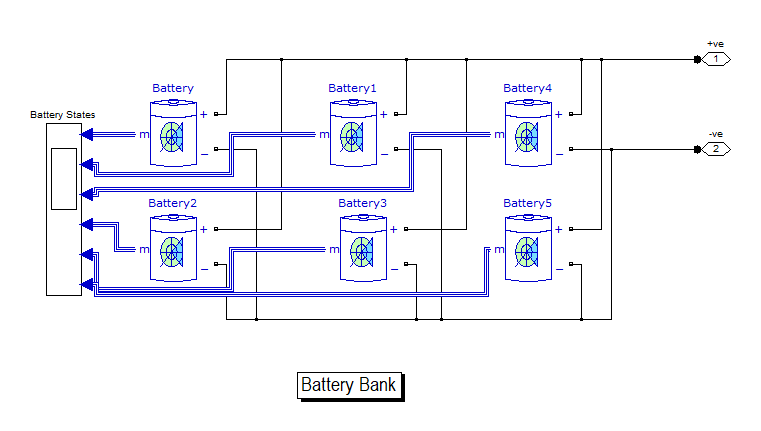 +ve
1
Battery
Battery1
Battery4
Battery States
+
+
+
m
m
m
-ve
2
−
−
−
Battery2
Battery3
Battery5
+
+
+
m
m
m
−
−
−
Battery Bank